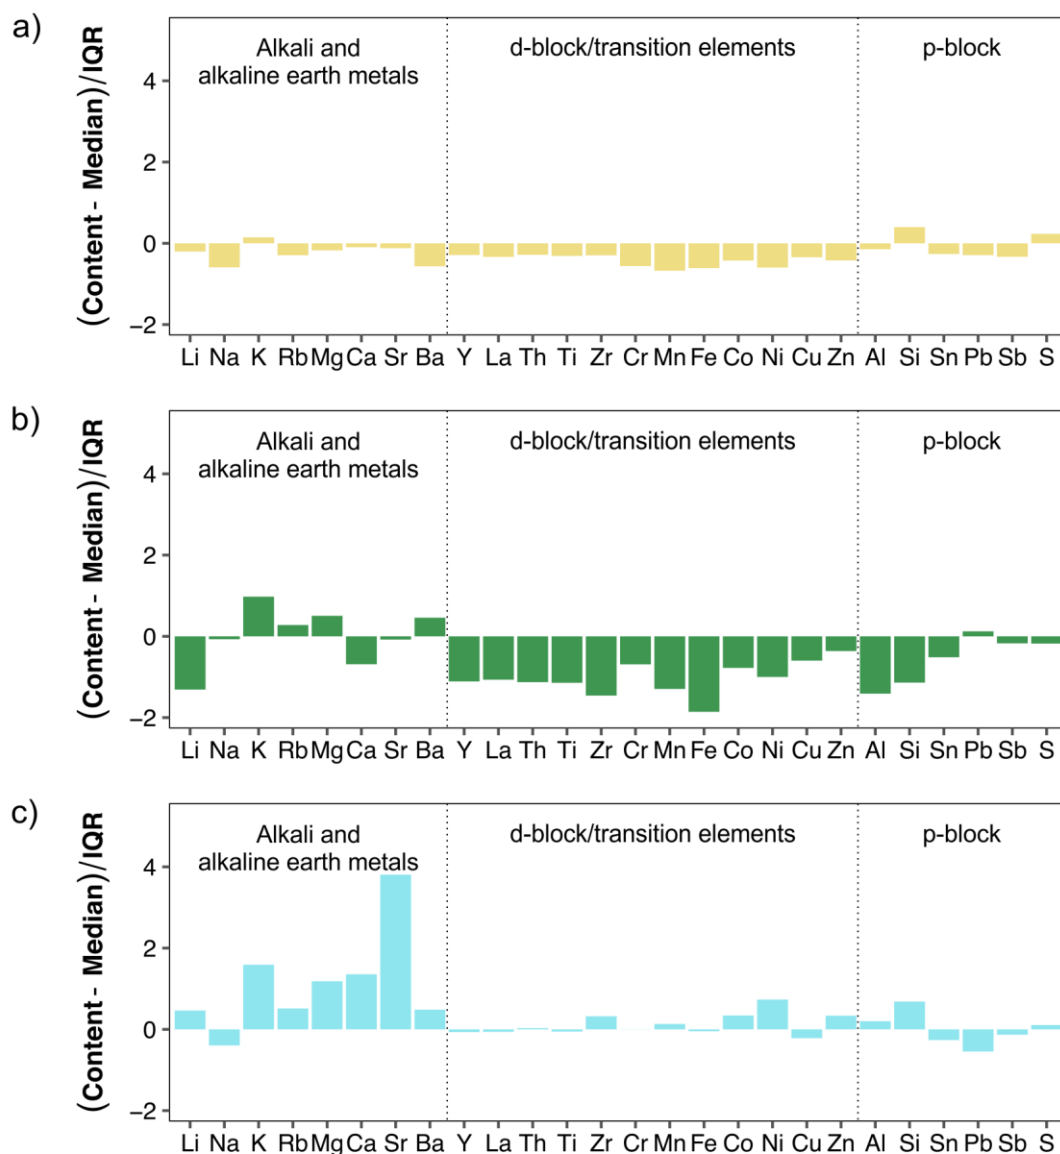 a)
(Content - Median)/IQR
Alkali and
alkaline earth metals
d-block/transition elements
p-block
4
2
0
−2
Li Na K Rb Mg Ca Sr Ba Y La Th Ti Zr Cr Mn Fe Co Ni Cu Zn Al Si Sn Pb Sb S
b)
(Content - Median)/IQR
Alkali and
alkaline earth metals
d-block/transition elements
p-block
4
2
0
−2
Li Na K Rb Mg Ca Sr Ba Y La Th Ti Zr Cr Mn Fe Co Ni Cu Zn Al Si Sn Pb Sb S
c)
(Content - Median)/IQR
Alkali and
alkaline earth metals
d-block/transition elements
p-block
4
2
0
−2
Li Na K Rb Mg Ca Sr Ba Y La Th Ti Zr Cr Mn Fe Co Ni Cu Zn Al Si Sn Pb Sb S